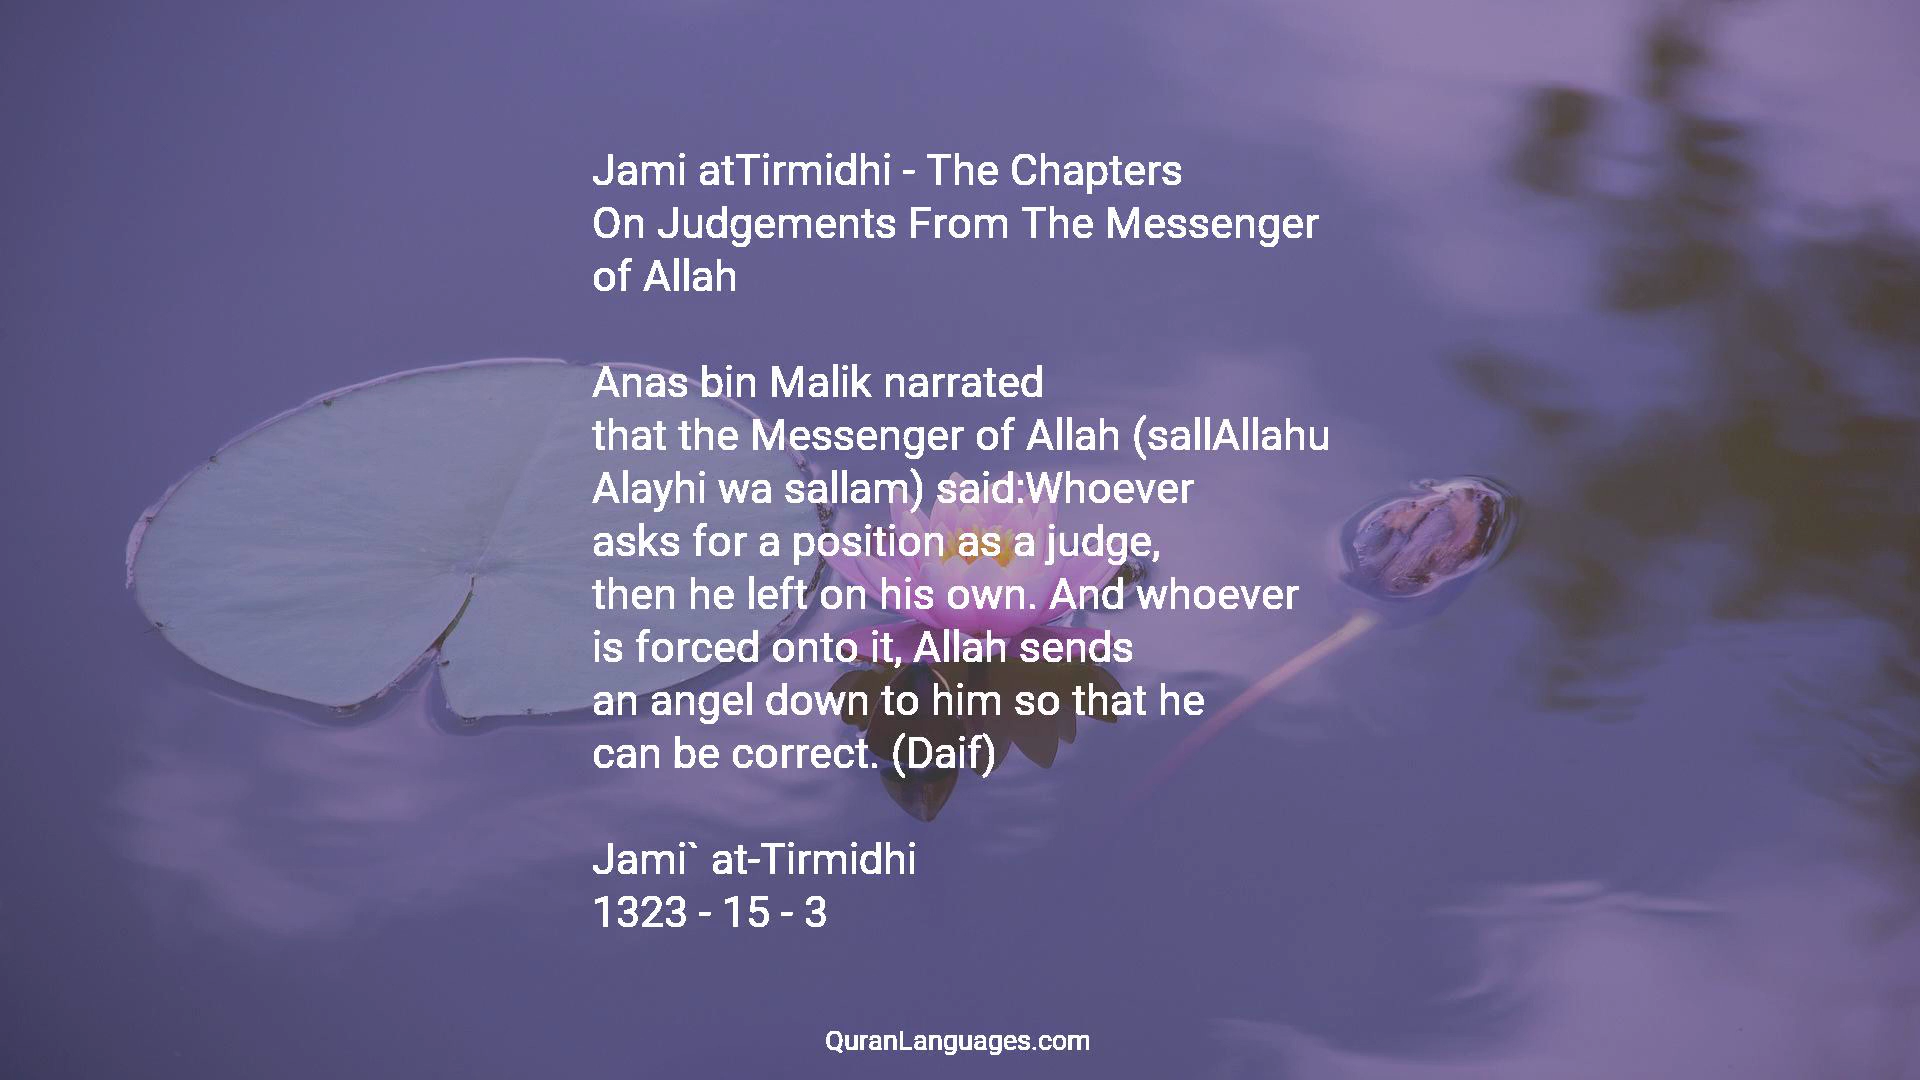 Jami atTirmidhi - The Chapters
On Judgements From The Messenger
of Allah
Anas bin Malik narrated
that the Messenger of Allah (sallAllahu
Alayhi wa sallam) said:Whoever
asks for a position as a judge,
then he left on his own. And whoever
is forced onto it, Allah sends
an angel down to him so that he
can be correct. (Daif)
Jami` at-Tirmidhi
1323 - 15 - 3
QuranLanguages.com